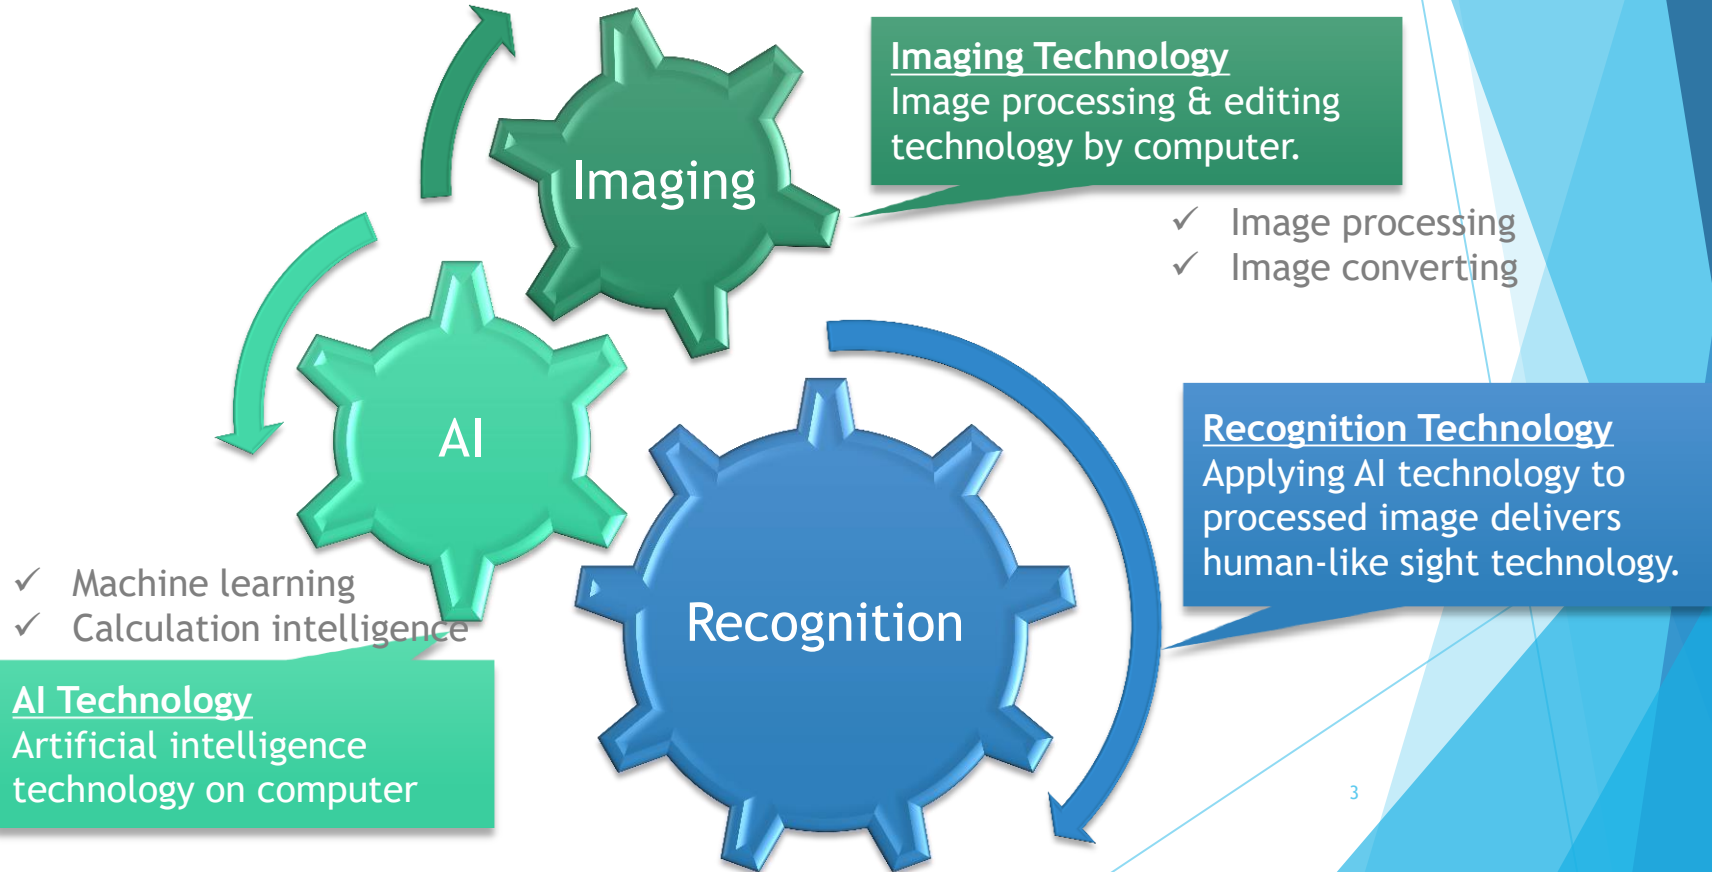 Imaging
Imaging Technology
Image processing & editing
technology by computer.
✓ Image processing
✓ Image converting
AI
✓ Machine learning
✓ Calculation intelligence
AI Technology
Artificial intelligence
technology on computer
Recognition
Recognition Technology
Applying AI technology to
processed image delivers
human-like sight technology.
3